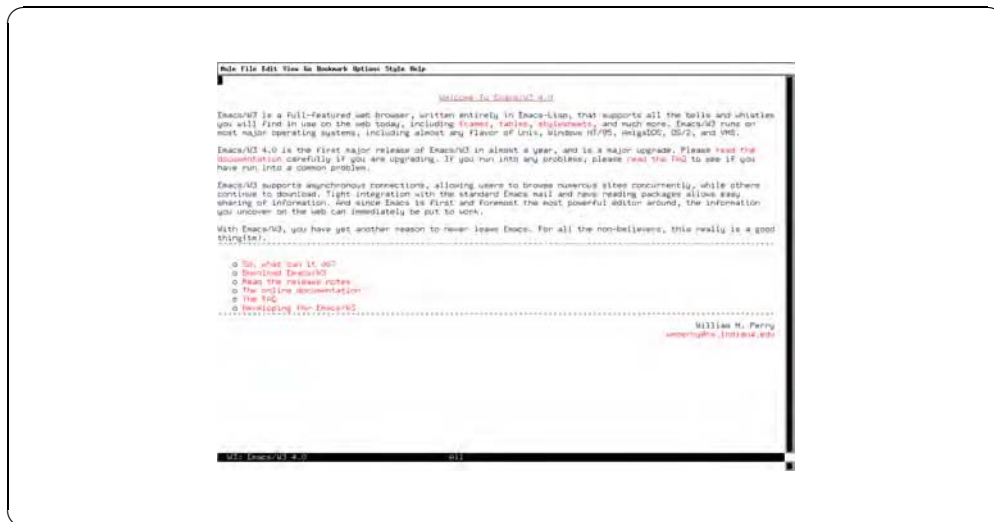 Rule File Edit View Go Bookmark Options Style Help
Welcome To Emacs/W3 4.0
Emacs/W3 is a full-featured web browser, written entirely in Emacs-Lisp, that supports all the bells and whistles
you will find in use on the web today, including frames, tables, stylesheets, and much more. Emacs/W3 runs on
most major operating systems, including almost any flavor of Unix, Windows NT/95, AmigaDOS, OS/2, and VMS.
Emacs/W3 4.0 is the first major release of Emacs/W3 in almost a year, and is a major upgrade. Please read the
documentation carefully if you are upgrading. If you run into any problems, please read the FAQ to see if you
have run into a common problem.
Emacs/W3 supports asynchronous connections, allowing users to browse numerous sites concurrently, while others
continue to download. Tight integration with the standard Emacs mail and news reading packages allows easy
sharing of information. And since Emacs is first and foremost the most powerful editor around, the information
you uncover on the web can immediately be put to work.
With Emacs/W3, you have yet another reason to never leave Emacs. For all the non-believers, this really is a good
thing(tm).
o So, what can it do?
o Download Emacs/W3
o Read the release notes
o The online documentation
o The FAQ
o Developing for Emacs/W3
William M. Perry
wmperry@cs.indiana.edu
W3: Emacs/W3 4.0 All